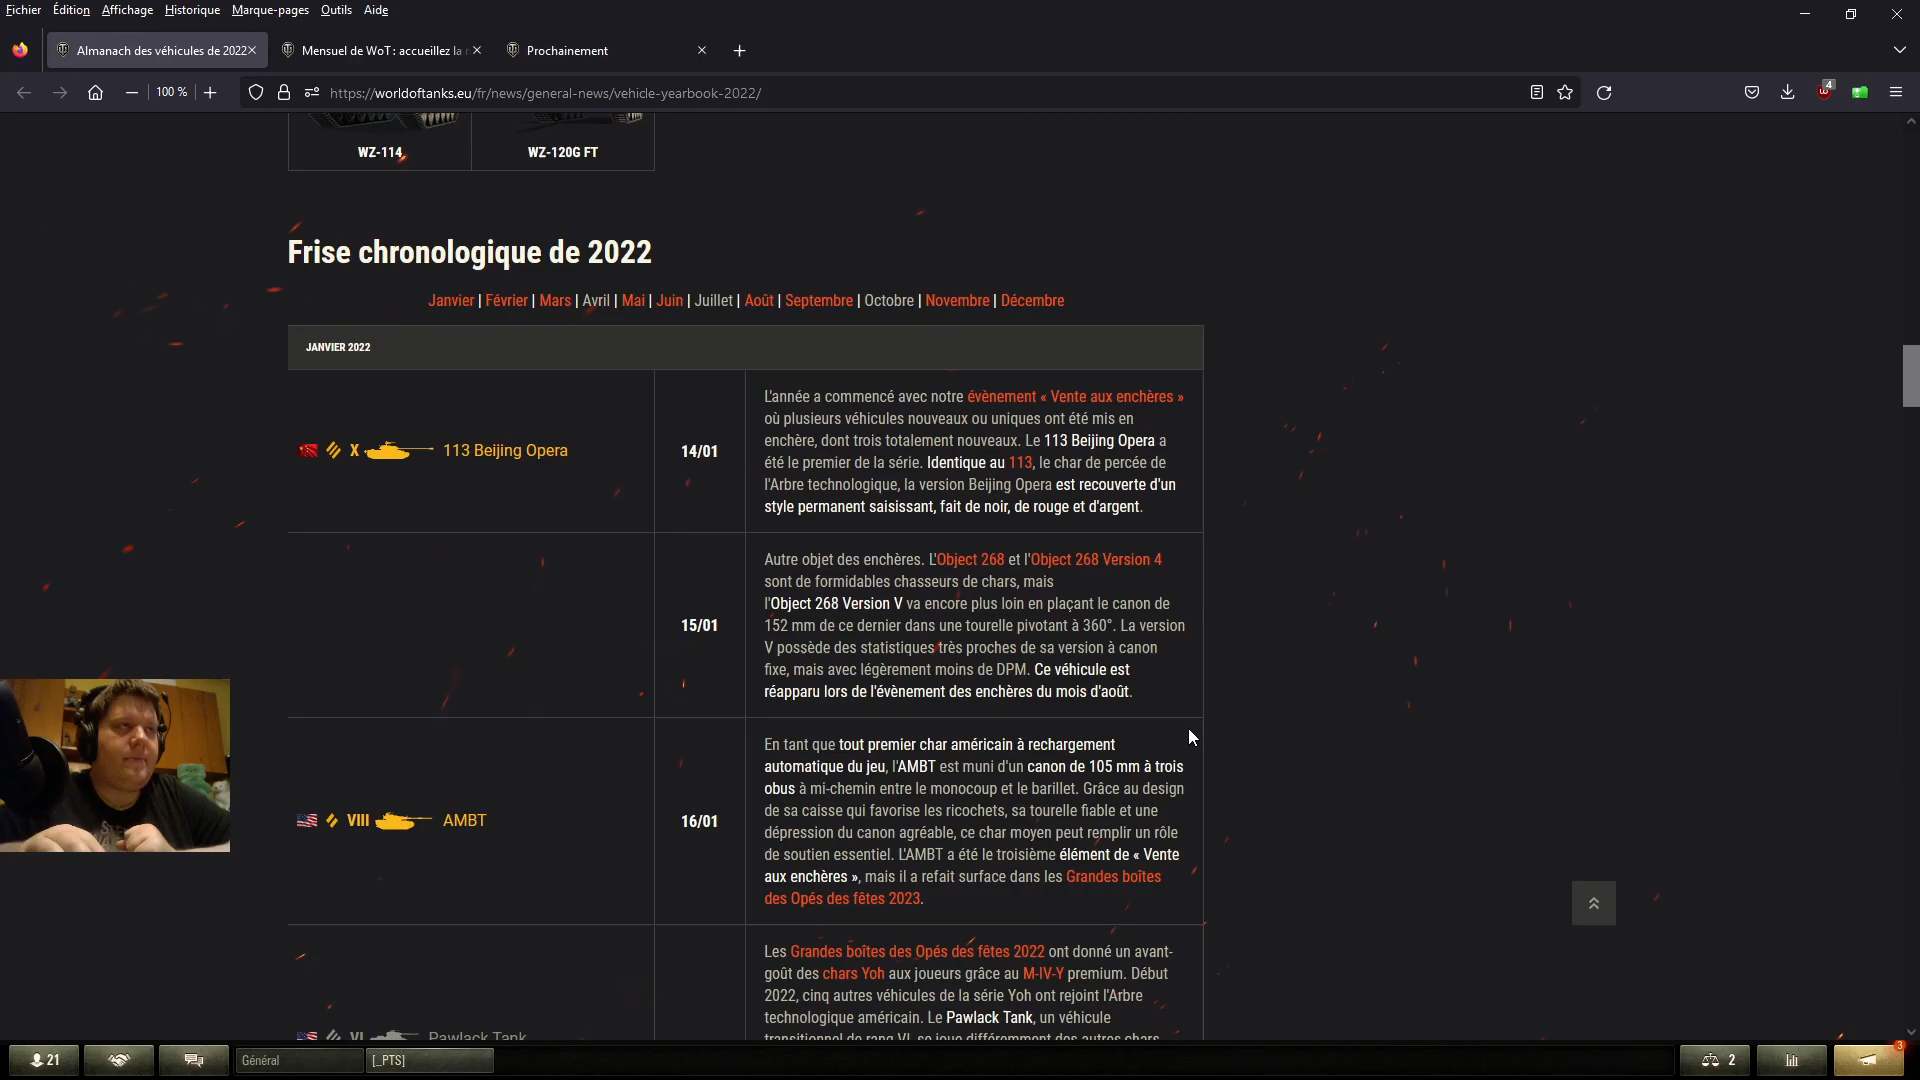 Fichier Édition Affichage Historique Marque-pages Outils Aide
Almanach des véhicules de 2022
Mensuel de WoT : accueillez la
Prochainement
100 %
https://worldoftanks.eu/fr/news/general-news/vehicle-yearbook-2022/
4
WZ-114
WZ-120G FT
Frise chronologique de 2022
Janvier | Février | Mars | Avril | Mai | Juin | Juillet | Août | Septembre | Octobre | Novembre | Décembre
JANVIER 2022
X 113 Beijing Opera
14/01
L'année a commencé avec notre évènement « Vente aux enchères »
où plusieurs véhicules nouveaux ou uniques ont été mis en
enchère, dont trois totalement nouveaux. Le 113 Beijing Opera a
été le premier de la série. Identique au 113, le char de percée de
l'Arbre technologique, la version Beijing Opera est recouverte d'un
style permanent saisissant, fait de noir, de rouge et d'argent.
15/01
Autre objet des enchères. L'Object 268 et l'Object 268 Version 4
sont de formidables chasseurs de chars, mais
l'Object 268 Version V va encore plus loin en plaçant le canon de
152 mm de ce dernier dans une tourelle pivotant à 360°. La version
V possède des statistiques très proches de sa version à canon
fixe, mais avec légèrement moins de DPM. Ce véhicule est
réapparu lors de l'évènement des enchères du mois d'août.
VIII AMBT
16/01
En tant que tout premier char américain à rechargement
automatique du jeu, l'AMBT est muni d'un canon de 105 mm à trois
obus à mi-chemin entre le monocoup et le barillet. Grâce au design
de sa caisse qui favorise les ricochets, sa tourelle fiable et une
dépression du canon agréable, ce char moyen peut remplir un rôle
de soutien essentiel. L'AMBT a été le troisième élément de « Vente
aux enchères », mais il a refait surface dans les Grandes boîtes
des Opés des fêtes 2023.
VI Pawlack Tank
Les Grandes boîtes des Opés des fêtes 2022 ont donné un avant-
goût des chars Yoh aux joueurs grâce au M-IV-Y premium. Début
2022, cinq autres véhicules de la série Yoh ont rejoint l'Arbre
technologique américain. Le Pawlack Tank, un véhicule
transitionnel de rang VI, se joue différemment des autres chars
21
Général
[_PTS]
2
3